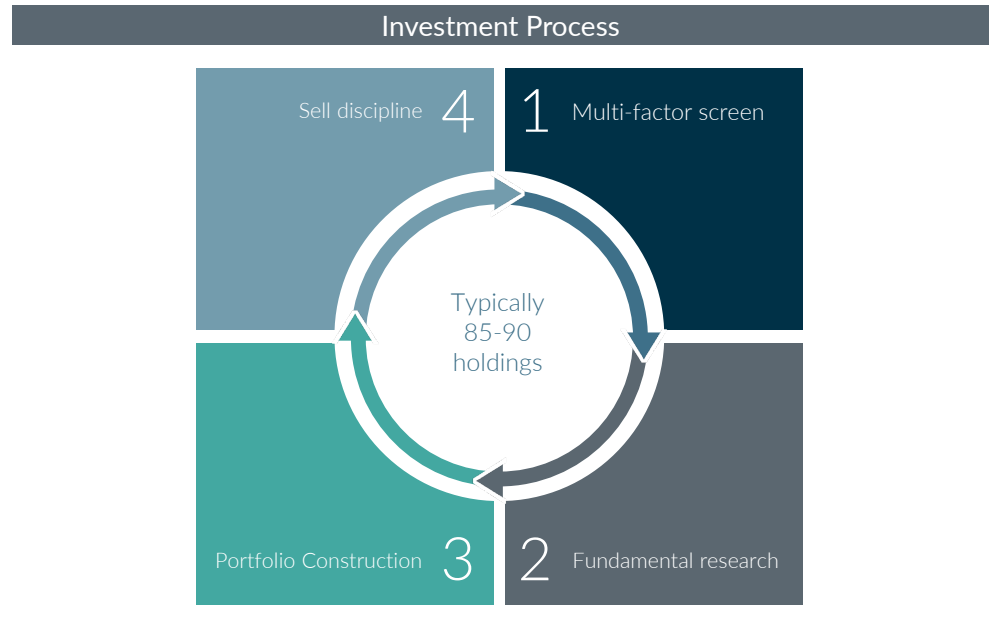 Investment Process
Sell discipline 4
1 Multi-factor screen
Typically
85-90
holdings
Portfolio Construction 3
2 Fundamental research